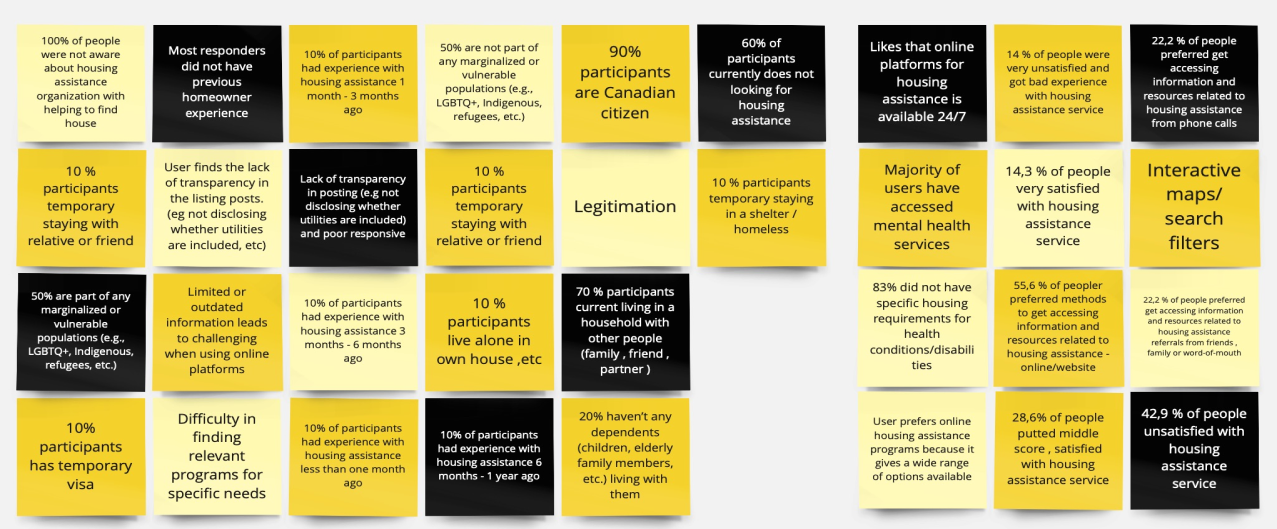 100% of people
were not aware
about housing
assistance
organization with
helping to find
house
Most responders
did not have
previous
homeowner
experience
10% of participants
had experience with
housing assistance 1
month - 3 months
ago
50% are not part of
any marginalized or
vulnerable
populations (e.g.,
LGBTQ+, Indigenous,
refugees, etc.)
90%
participants
are Canadian
citizen
60% of
participants
currently does not
looking for
housing
assistance
10 %
participants
temporary
staying with
relative or friend
User finds the lack
of transparency in
the listing posts.
(eg not disclosing
whether utilities
are included, etc)
Lack of transparency
in posting (e.g not
disclosing whether
utilities are included)
and poor responsive
10 %
participants
temporary
staying with
relative or friend
Legitimation
10 % participants
temporary staying
in a shelter /
homeless
50% are part of any
marginalized or
vulnerable
populations (e.g.,
LGBTQ+, Indigenous,
refugees, etc.)
Limited or
outdated
information leads
to challenging
when using online
platforms
10% of participants
had experience with
housing assistance 3
months - 6 months
ago
10 %
participants
live alone in
own house ,etc
70 % participants
current living in a
household with
other people
(family , friend ,
partner )
10%
participants
has temporary
visa
Difficulty in
finding
relevant
programs for
specific needs
10% of participants
had experience with
housing assistance
less than one month
ago
10% of participants
had experience with
housing assistance 6
months - 1 year ago
20% haven't any
dependents
(children, elderly
family members,
etc.) living with
them
Likes that online
platforms for
housing
assistance is
available 24/7
14 % of people were
very unsatisfied and
got bad experience
with housing
assistance service
22,2 % of people
preferred get
accessing
information and
resources related to
housing assistance
from phone calls
Majority of
users have
accessed
mental health
services
14,3 % of people
very satisfied
with housing
assistance
service
Interactive
maps/
search
filters
83% did not have
specific housing
requirements for
health
conditions/disabili
ties
55,6 % of peopler
preferred methods
to get accessing
information and
resources related to
housing assistance -
online/website
22,2 % of people preferred
get accessing information
and resources related to
housing assistance
referrals from friends ,
family or word-of-mouth
User prefers online
housing assistance
programs because it
gives a wide range
of options available
28,6% of people
putted middle
score , satisfied
with housing
assistance service
42,9 % of people
unsatisfied with
housing
assistance
service